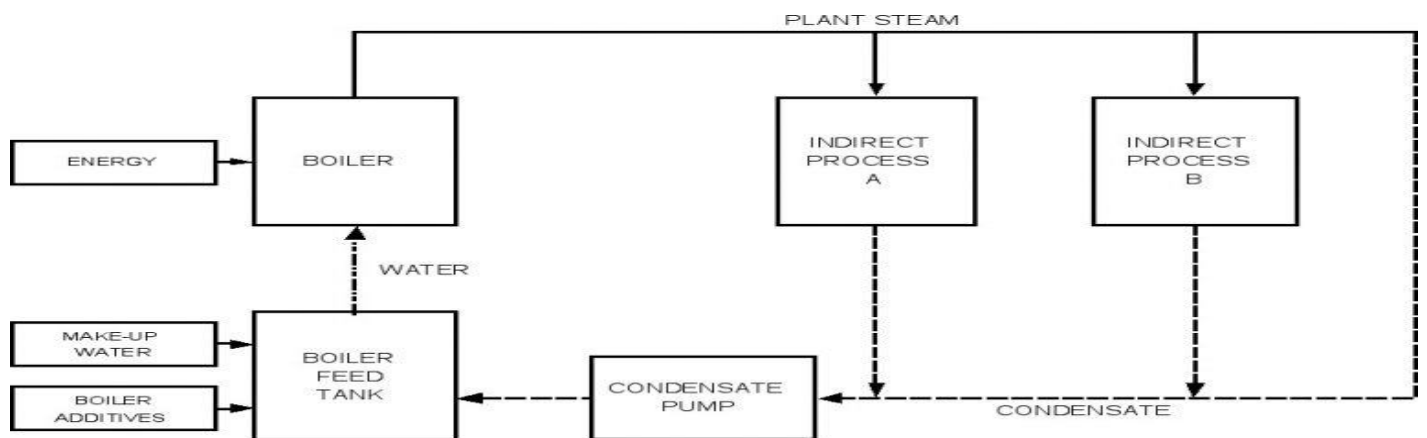 PLANT STEAM
ENERGY
BOILER
INDIRECT
PROCESS
A
INDIRECT
PROCESS
B
WATER
MAKE-UP
WATER
BOILER
FEED
TANK
CONDENSATE
PUMP
CONDENSATE
BOILER
ADDITIVES